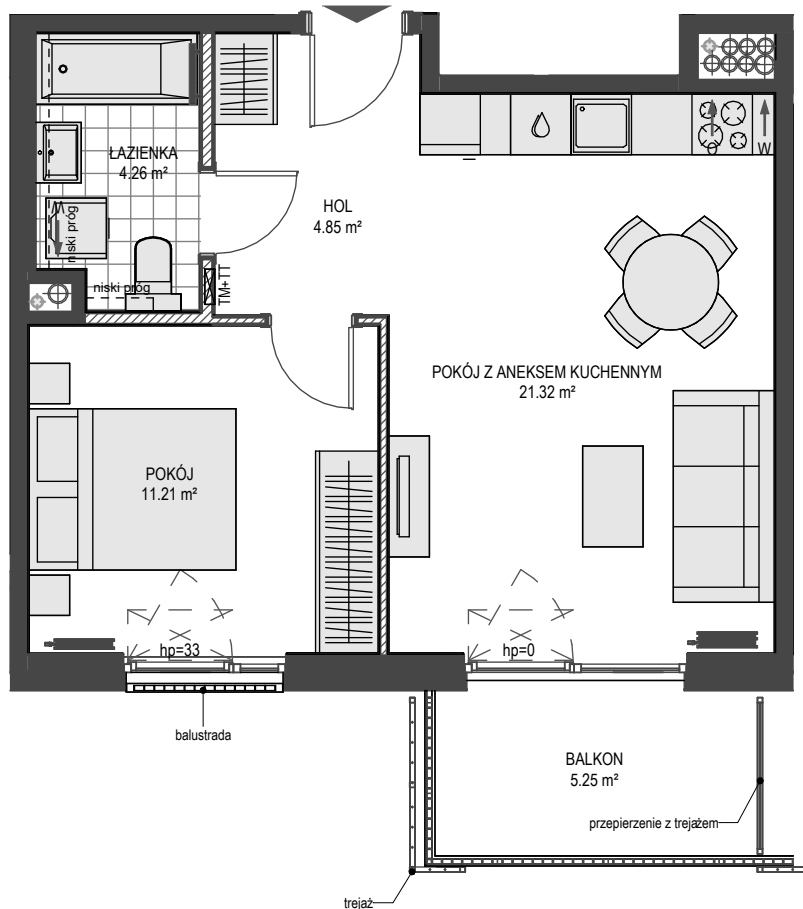 ŁAZIENKA
4.26 m²
HOL
4.85 m²
O
W
W
niski próg
niski próg
TM+TT
POKÓJ Z ANEKSEM KUCHENNYM
21.32 m²
POKÓJ
11.21 m²
hp=33
hp=0
balustrada
BALKON
5.25 m²
przepierzenie z trejażem
trejaż